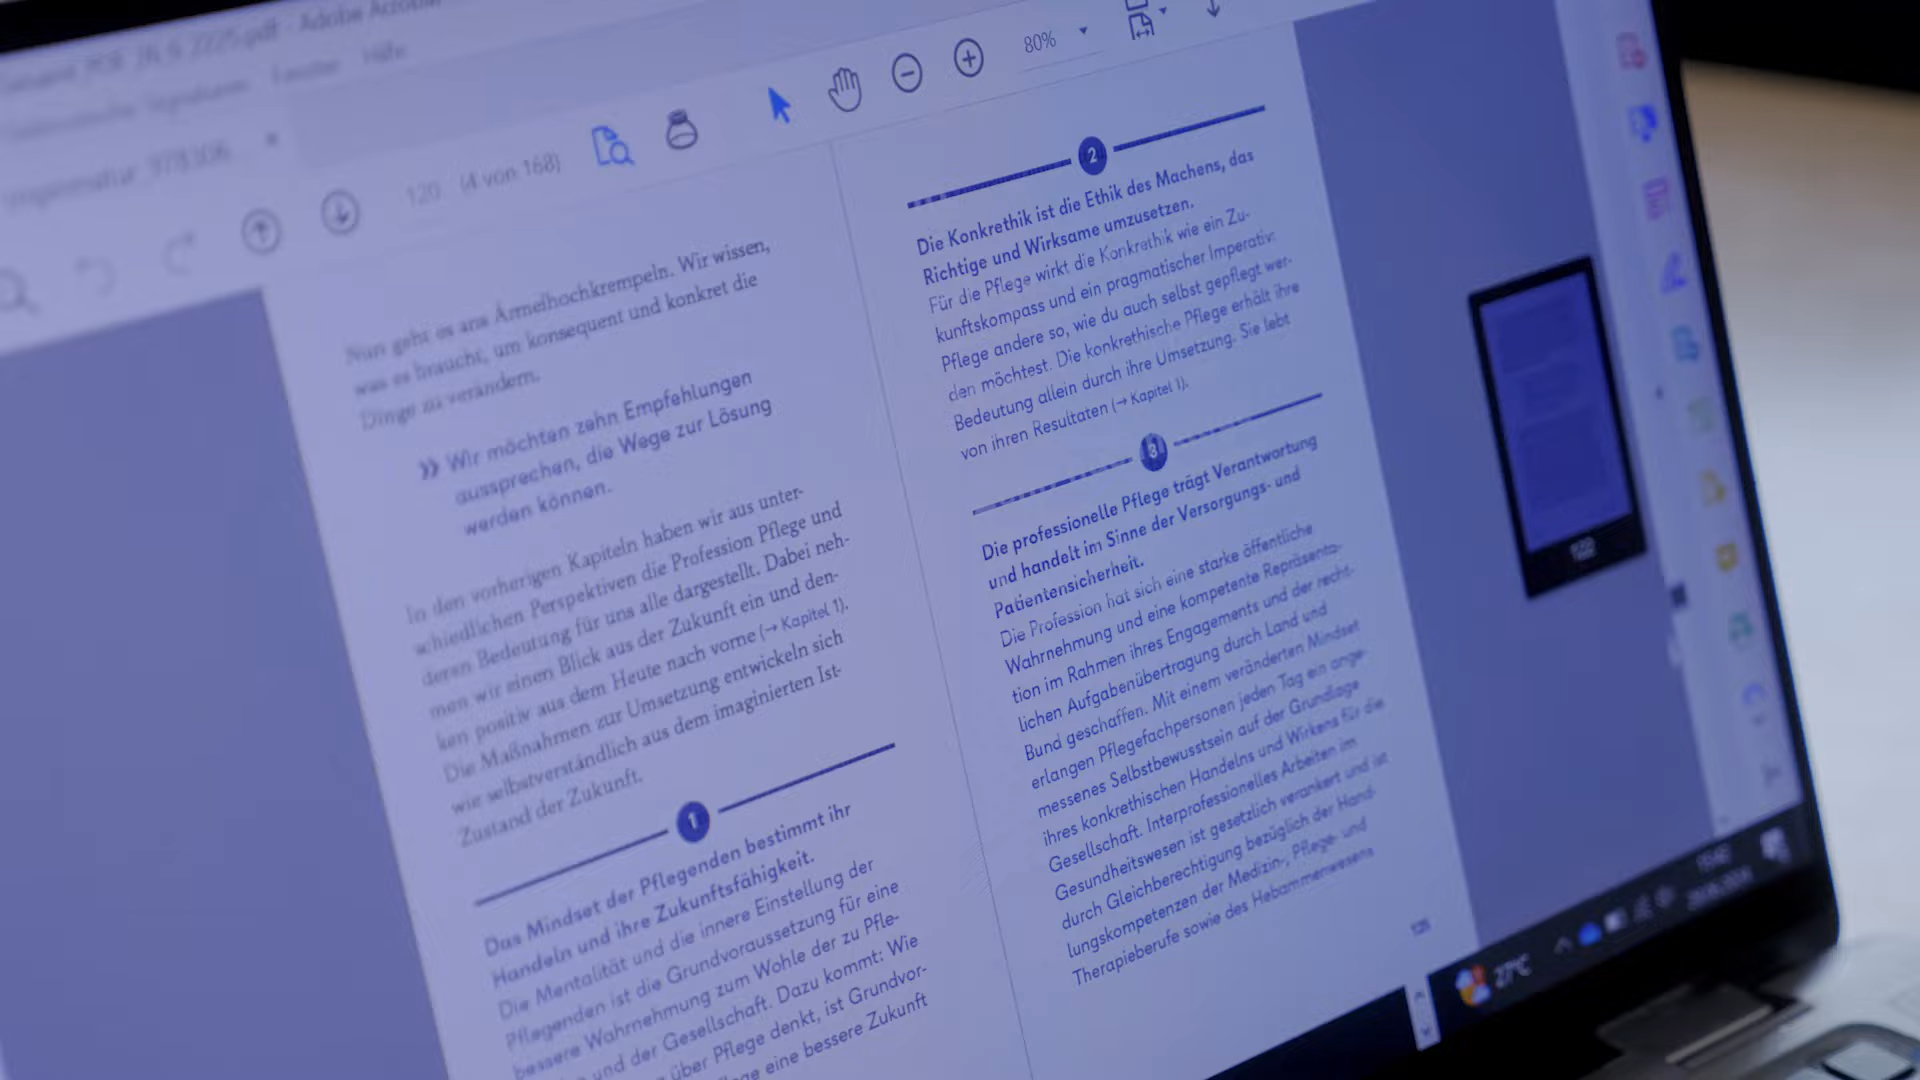 .pdf - Adobe Acrobat
Fenster Hilfe
120 (4 von 168)
80%
Nun geht es ans Ärmelhochkrempeln. Wir wissen,
was es braucht, um konsequent und konkret die
Dinge zu verändern.
» Wir möchten zehn Empfehlungen
aussprechen, die Wege zur Lösung
werden können.
In den vorherigen Kapiteln haben wir aus unter-
schiedlichen Perspektiven die Profession Pflege und
deren Bedeutung für uns alle dargestellt. Dabei neh-
men wir einen Blick aus der Zukunft ein und den-
ken positiv aus dem Heute nach vorne (→ Kapitel 1).
Die Maßnahmen zur Umsetzung entwickeln sich
wie selbstverständlich aus dem imaginierten Ist-
Zustand der Zukunft.
1
Das Mindset der Pflegenden bestimmt ihr
Handeln und ihre Zukunftsfähigkeit.
Die Mentalität und die innere Einstellung der
Pflegenden ist die Grundvoraussetzung für eine
bessere Wahrnehmung zum Wohle der zu Pfle-
und der Gesellschaft. Dazu kommt: Wie
über Pflege denkt, ist Grundvor-
eine bessere Zukunft
2
Die Konkrethik ist die Ethik des Machens, das
Richtige und Wirksame umzusetzen.
Für die Pflege wirkt die Konkrethik wie ein Zu-
kunftskompass und ein pragmatischer Imperativ:
Pflege andere so, wie du auch selbst gepflegt wer-
den möchtest. Die konkrethische Pflege erhält ihre
Bedeutung allein durch ihre Umsetzung. Sie lebt
von ihren Resultaten (→ Kapitel 1).
3
Die professionelle Pflege trägt Verantwortung
und handelt im Sinne der Versorgungs- und
Patientensicherheit.
Die Profession hat sich eine starke öffentliche
Wahrnehmung und eine kompetente Repräsenta-
tion im Rahmen ihres Engagements und der recht-
lichen Aufgabenübertragung durch Land und
Bund geschaffen. Mit einem veränderten Mindset
erlangen Pflegefachpersonen jeden Tag ein ange-
messenes Selbstbewusstsein auf der Grundlage
ihres konkrethischen Handelns und Wirkens für die
Gesellschaft. Interprofessionelles Arbeiten im
Gesundheitswesen ist gesetzlich verankert und ist
durch Gleichberechtigung bezüglich der Hand-
lungskompetenzen der Medizin-, Pflege- und
Therapieberufe sowie des Hebammenwesens
122
27°C